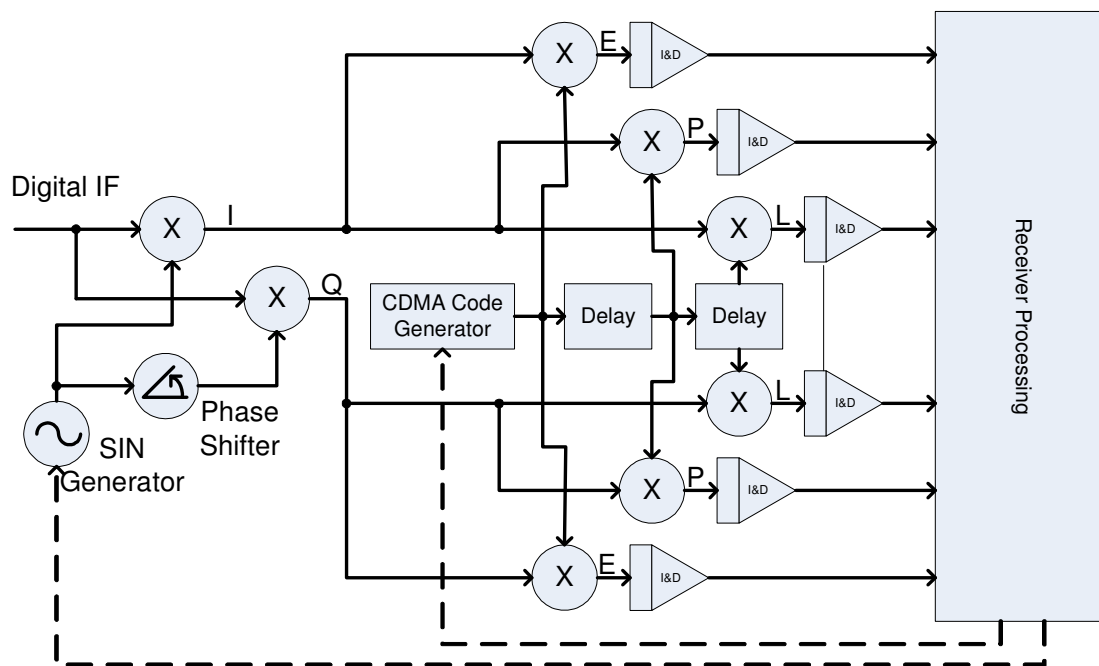 E
X
I&D
P
X
I&D
Digital IF
X
I
X
L
I&D
Q
X
CDMA Code
Generator
Delay
Delay
Receiver Processing
Phase
Shifter
X
L
I&D
SIN
Generator
P
X
I&D
E
X
I&D